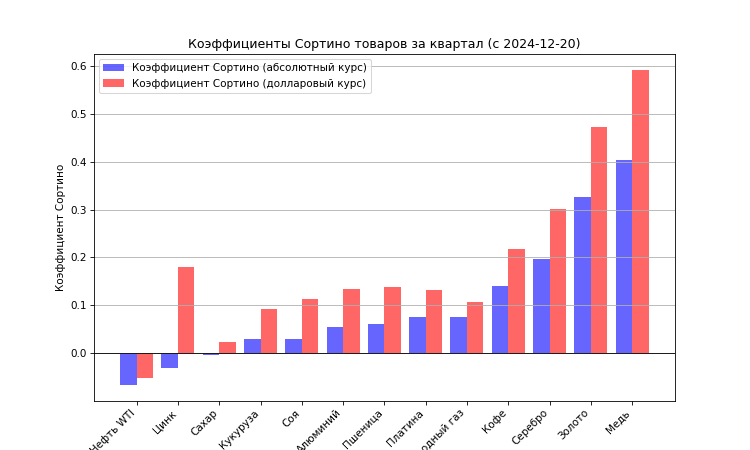 Коэффициенты Сортино товаров за квартал (с 2024-12-20)
Коэффициент Сортино (абсолютный курс)
Коэффициент Сортино (долларовый курс)
Коэффициент Сортино
0.6
0.5
0.4
0.3
0.2
0.1
0.0
Нефть WTI
Цинк
Сахар
Кукуруза
Соя
Алюминий
Пшеница
Платина
газ
Кофе
Серебро
Золото
Медь